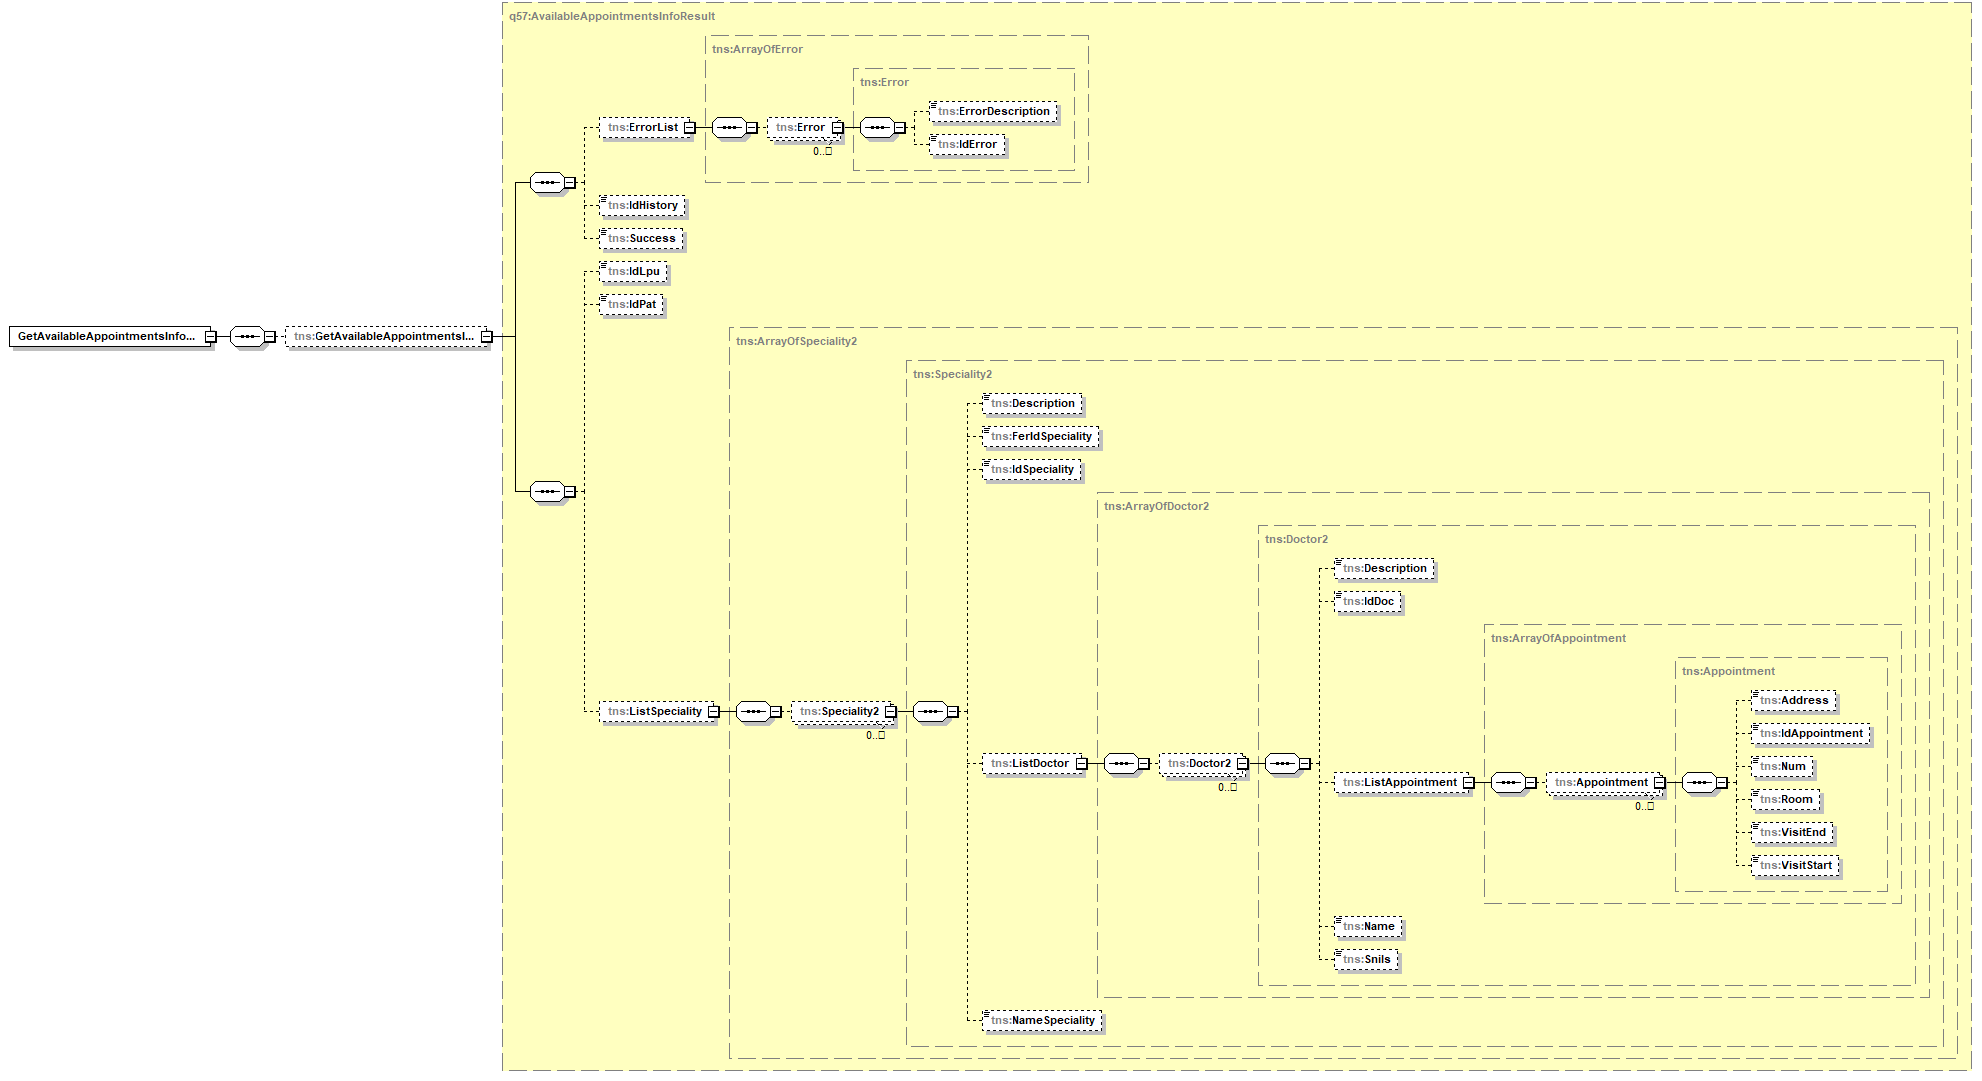 q57:AvailableAppointmentsInfoResult
tns:ArrayOfError
tns:Error
tns:ErrorDescription
tns:ErrorList
tns:Error
0..□
tns:IdError
tns:IdHistory
tns:Success
tns:IdLpu
tns:IdPat
GetAvailableAppointmentsInfo...
tns:GetAvailableAppointmentsI...
tns:ArrayOfSpeciality2
tns:Speciality2
tns:Description
tns:FerIdSpeciality
tns:IdSpeciality
tns:ArrayOfDoctor2
tns:Doctor2
tns:Description
tns:IdDoc
tns:ArrayOfAppointment
tns:Appointment
tns:Address
tns:ListSpeciality
tns:Speciality2
0..□
tns:IdAppointment
tns:ListDoctor
tns:Doctor2
0..□
tns:Num
tns:ListAppointment
tns:Appointment
0..□
tns:Room
tns:VisitEnd
tns:VisitStart
tns:Name
tns:Snils
tns:NameSpeciality